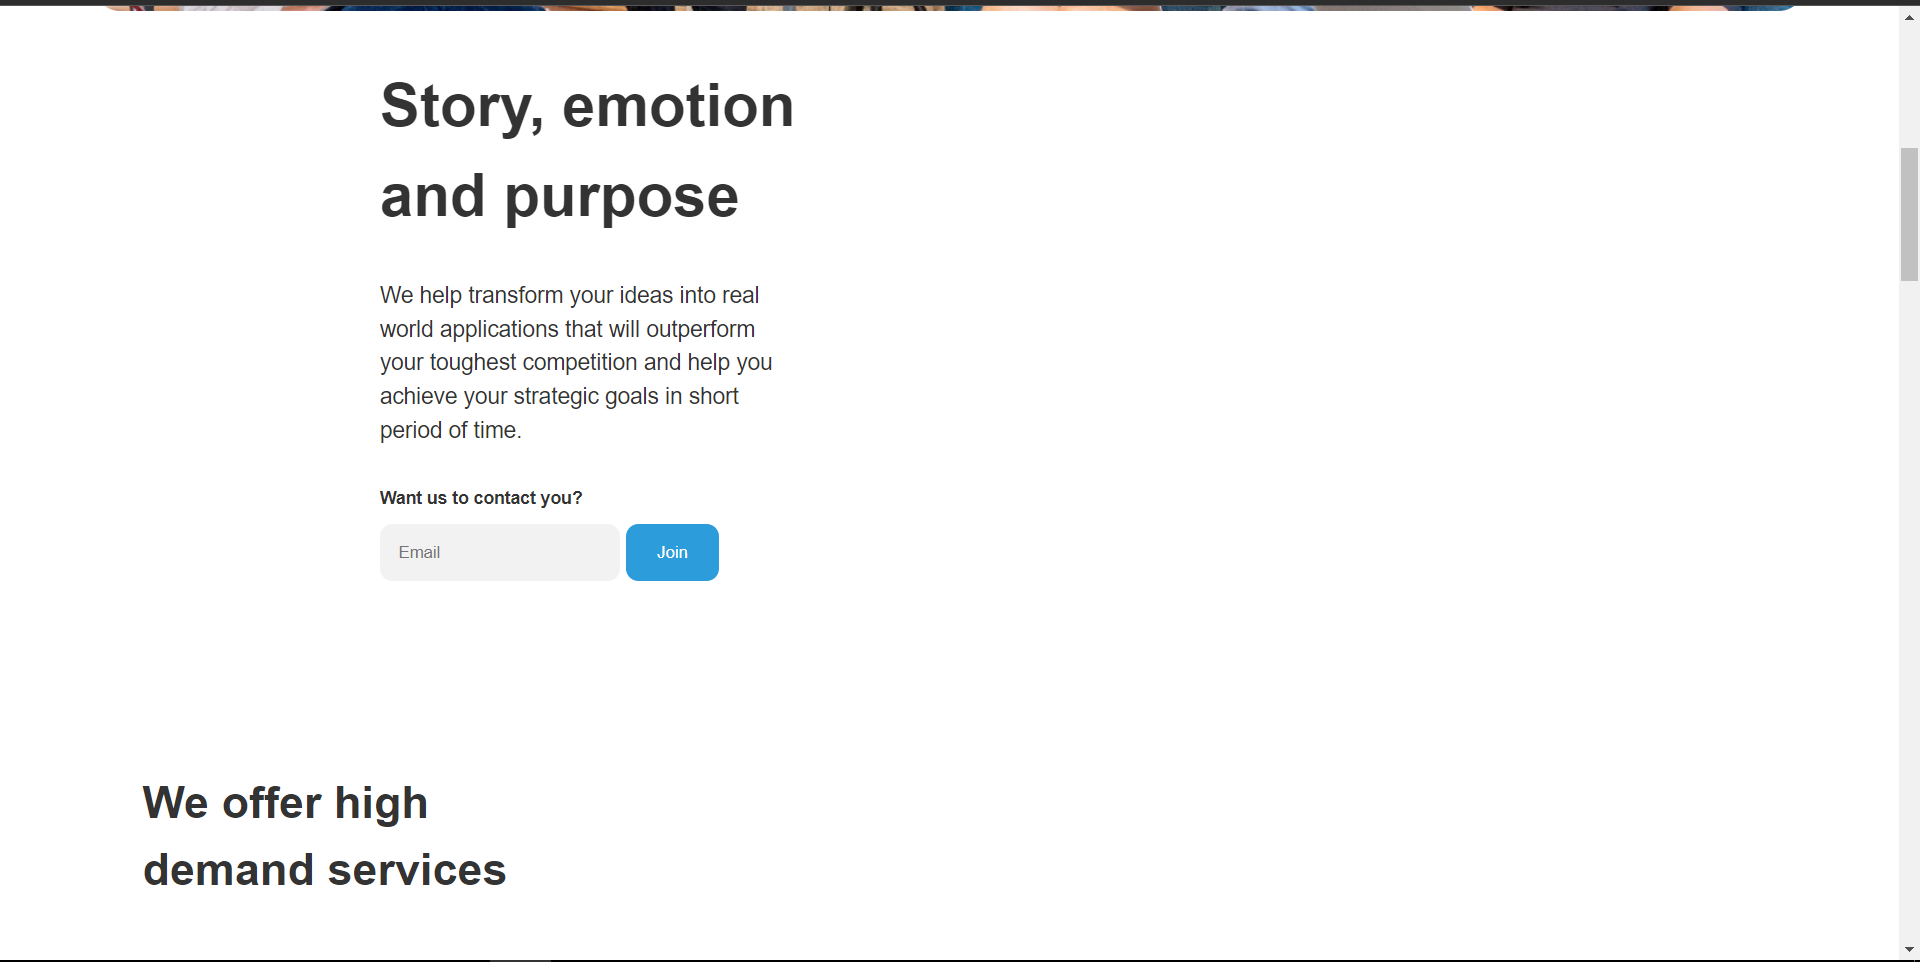 Story, emotion
and purpose
We help transform your ideas into real
world applications that will outperform
your toughest competition and help you
achieve your strategic goals in short
period of time.
Want us to contact you?
Email
Join
We offer high
demand services